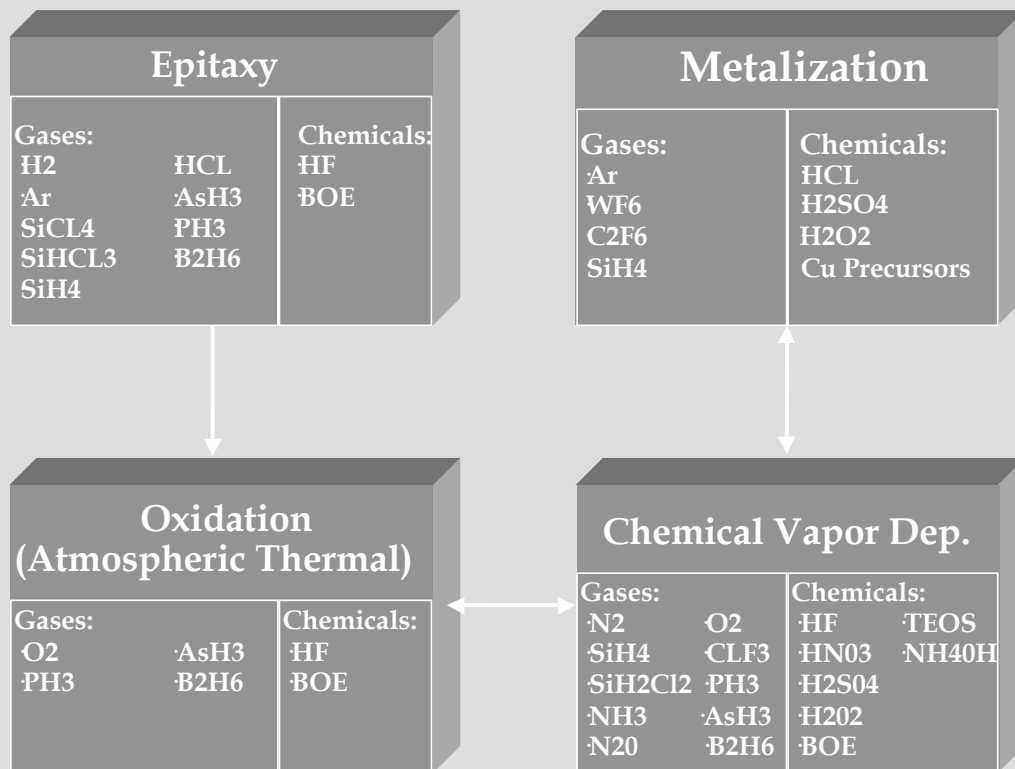 Epitaxy
Gases:
·H2
·Ar
SiCL4
SiHCL3
SiH4
·HCL
·AsH3
PH3
B2H6
Chemicals:
·HF
·BOE
Metalization
Gases:
·Ar
WF6
C2F6
SiH4
Chemicals:
HCL
H2SO4
H2O2
Cu Precursors
Oxidation
(Atmospheric Thermal)
Gases:
·O2
·PH3
·AsH3
·B2H6
Chemicals:
·HF
·BOE
Chemical Vapor Dep.
Gases:
·N2
·SiH4
·SiH2Cl2
·NH3
·N20
·O2
·CLF3
·PH3
·AsH3
·B2H6
Chemicals:
·HF
·HN03
·H2S04
·H202
·BOE
·TEOS
·NH40H